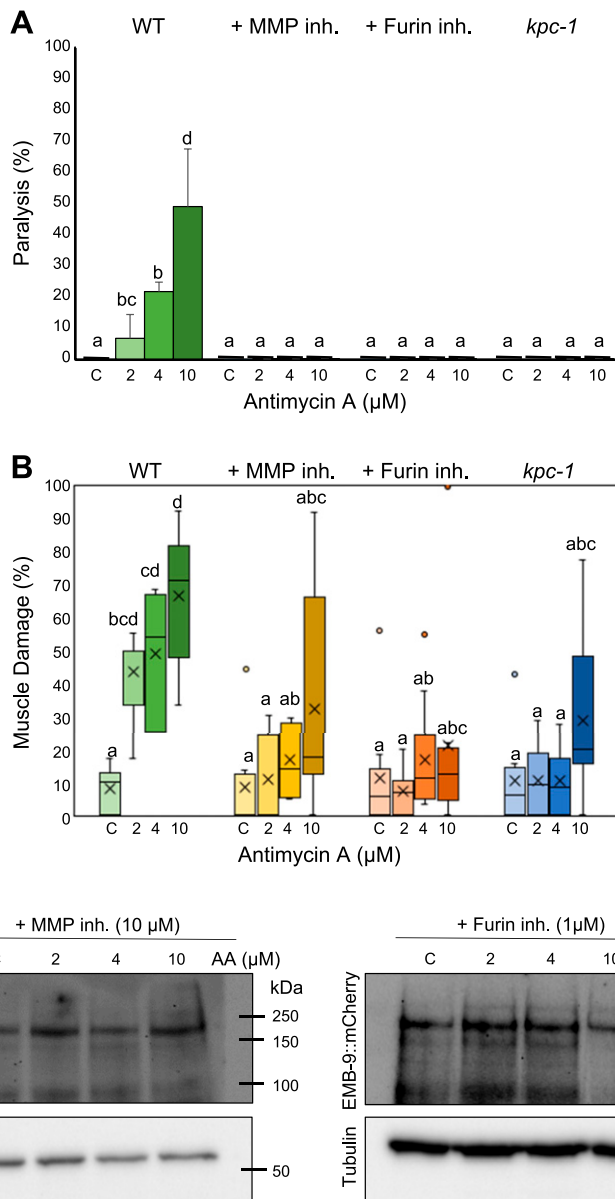 A
WT + MMP inh. + Furin inh. kpc-1
100
90
80
70
60
50
40
30
20
10
0
Paralysis (%)
a bc b d a a a a a a a a a a a a
C 2 4 10 C 2 4 10 C 2 4 10 C 2 4 10
Antimycin A (µM)
B
WT + MMP inh. + Furin inh. kpc-1
100
90
80
70
60
50
40
30
20
10
0
Muscle Damage (%)
a bcd cd d a a ab abc a a ab abc a a a abc
C 2 4 10 C 2 4 10 C 2 4 10 C 2 4 10
Antimycin A (µM)
+ MMP inh. (10 µM)
2 4 10 AA (µM)
kDa
250
150
100
50
+ Furin inh. (1µM)
C 2 4 10
EMB-9::mCherry
Tubulin